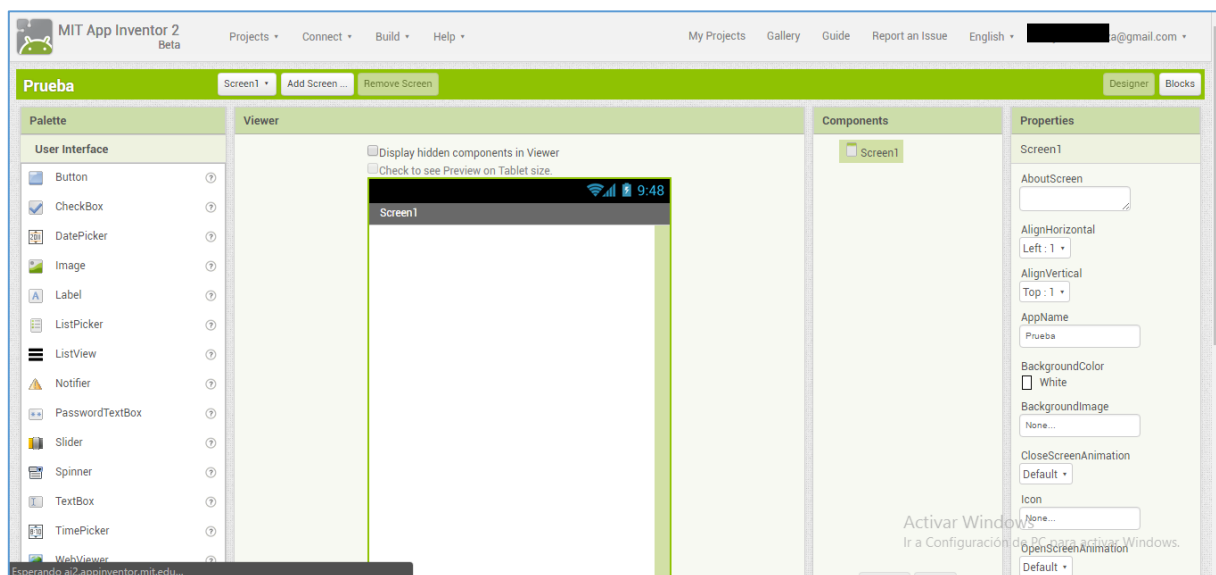 MIT App Inventor 2
Beta
Projects Connect Build Help
My Projects Gallery Guide Report an Issue English a@gmail.com
Prueba
Screen1 Add Screen ... Remove Screen
Designer Blocks
Palette
User Interface
Button
CheckBox
DatePicker
Image
Label
ListPicker
ListView
Notifier
PasswordTextBox
Slider
Spinner
TextBox
TimePicker
WebViewer
Esperando ai2.appinventor.mit.edu...
Viewer
Display hidden components in Viewer
Check to see Preview on Tablet size.
9:48
Screen1
Components
Screen1
Properties
Screen1
AboutScreen
AlignHorizontal
Left : 1
AlignVertical
Top : 1
AppName
Prueba
BackgroundColor
White
BackgroundImage
None...
CloseScreenAnimation
Default
Icon
None...
OpenScreenAnimation
Default
Activar Windows
Ir a Configuración de PC para activar Windows.